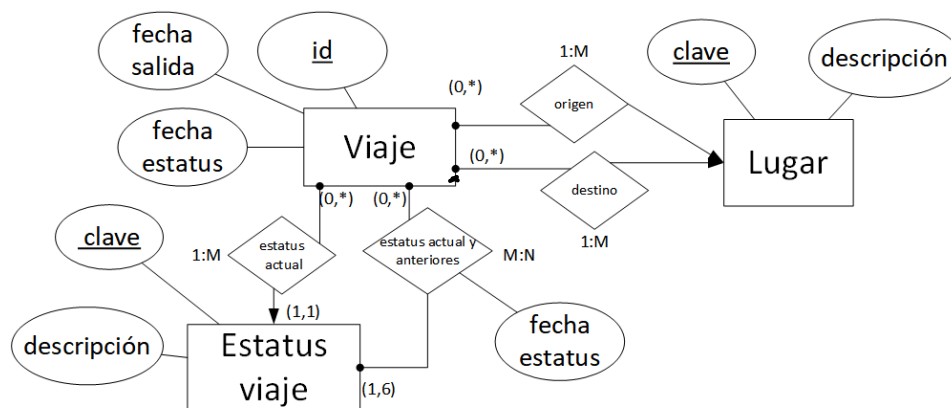 fecha
salida
id
1:M
clave
descripción
(0,*)
origen
fecha
estatus
Viaje
(0,*)
Lugar
destino
(0,*)
(0,*)
1:M
clave
1:M
estatus
actual
estatus actual y
anteriores
M:N
(1,1)
descripción
Estatus
viaje
fecha
estatus
(1,6)